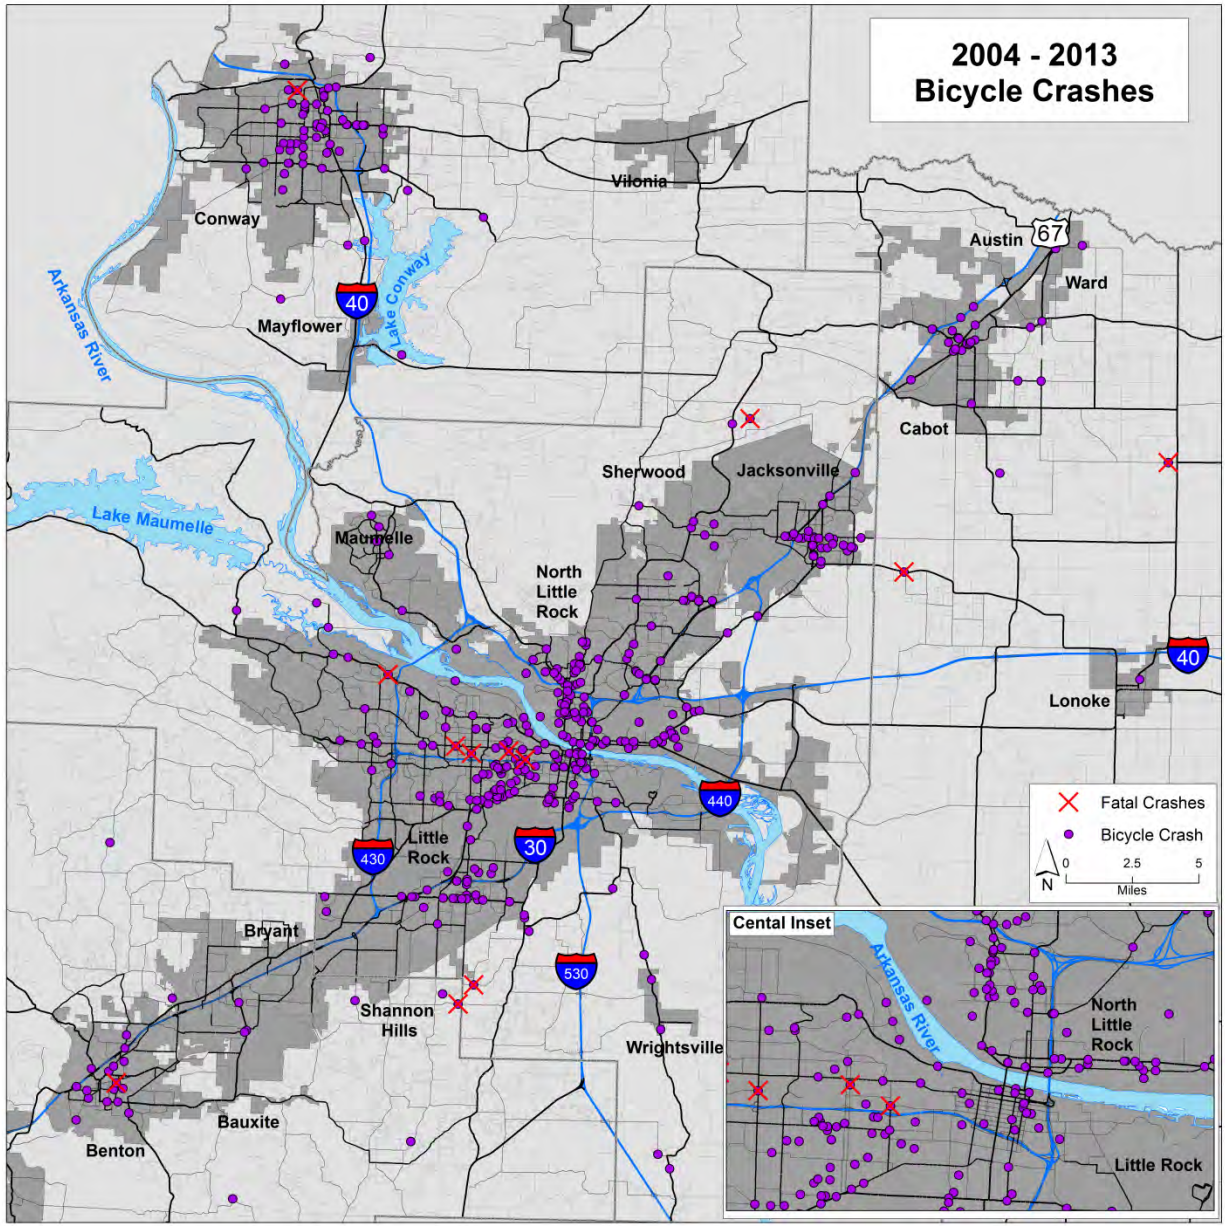 2004 - 2013
Bicycle Crashes
Vilonia
Conway
Austin
67
Ward
Arkansas River
Lake Conway
40
Mayflower
Cabot
Sherwood
Jacksonville
Lake Maumelle
Maumelle
North
Little
Rock
40
Lonoke
440
Fatal Crashes
Bicycle Crash
N
0
2.5
5
Miles
Little
Rock
30
430
Cental Inset
Bryant
Arkansas River
530
Shannon
Hills
North
Little
Rock
Wrightsville
Bauxite
Benton
Little Rock